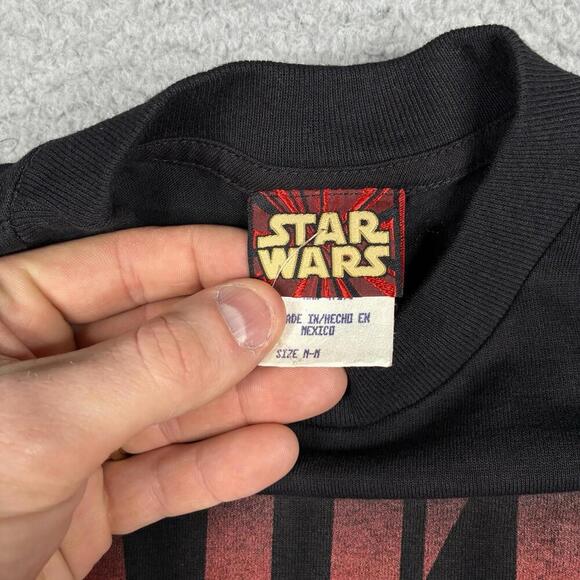 STAR
WARS
ADE IN/HECHO EN
MEXICO
SIZE M-M